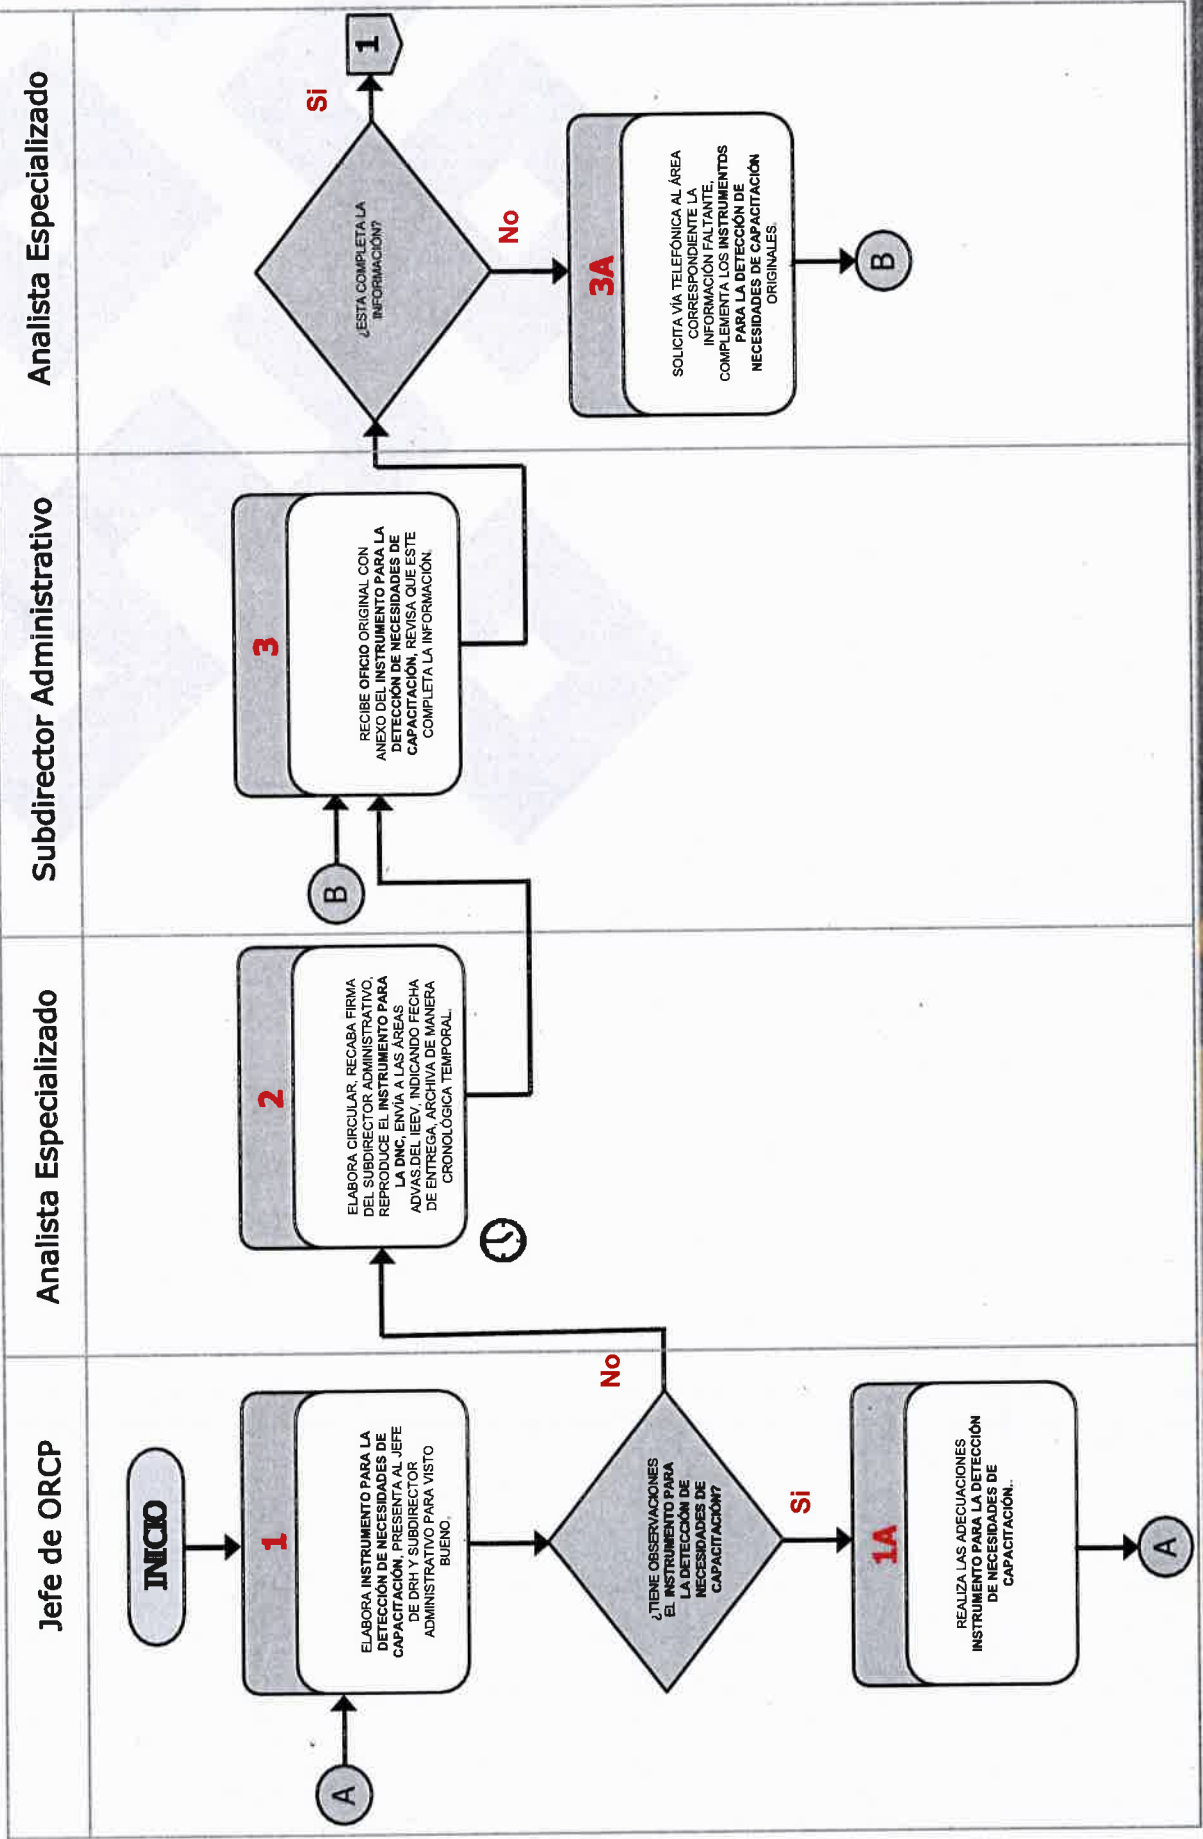 Jefe de ORCP
Analista Especializado
Subdirector Administrativo
Analista Especializado
INICIO
A
1
ELABORA INSTRUMENTO PARA LA
DETECCIÓN DE NECESIDADES DE
CAPACITACIÓN, PRESENTA AL JEFE
DE DRH Y SUBDIRECTOR
ADMINISTRATIVO PARA VISTO
BUENO.
¿TIENE OBSERVACIONES
EL INSTRUMENTO PARA
LA DETECCIÓN DE
NECESIDADES DE
CAPACITACIÓN?
No
Si
1A
REALIZA LAS ADECUACIONES
INSTRUMENTO PARA LA DETECCIÓN
DE NECESIDADES DE
CAPACITACIÓN.
A
2
ELABORA CIRCULAR, RECABA FIRMA
DEL SUBDIRECTOR ADMINISTRATIVO,
REPRODUCE EL INSTRUMENTO PARA
LA DNC, ENVÍA A LAS ÁREAS
ADVAS.DEL IEEV, INDICANDO FECHA
DE ENTREGA, ARCHIVA DE MANERA
CRONOLÓGICA TEMPORAL.
B
3
RECIBE OFICIO ORIGINAL CON
ANEXO DEL INSTRUMENTO PARA LA
DETECCIÓN DE NECESIDADES DE
CAPACITACIÓN, REVISA QUE ESTE
COMPLETA LA INFORMACIÓN.
¿ESTA COMPLETA LA
INFORMACIÓN?
Si
1
No
3A
SOLICITA VÍA TELEFÓNICA AL ÁREA
CORRESPONDIENTE LA
INFORMACIÓN FALTANTE,
COMPLEMENTA LOS INSTRUMENTOS
PARA LA DETECCIÓN DE
NECESIDADES DE CAPACITACIÓN
ORIGINALES.
B